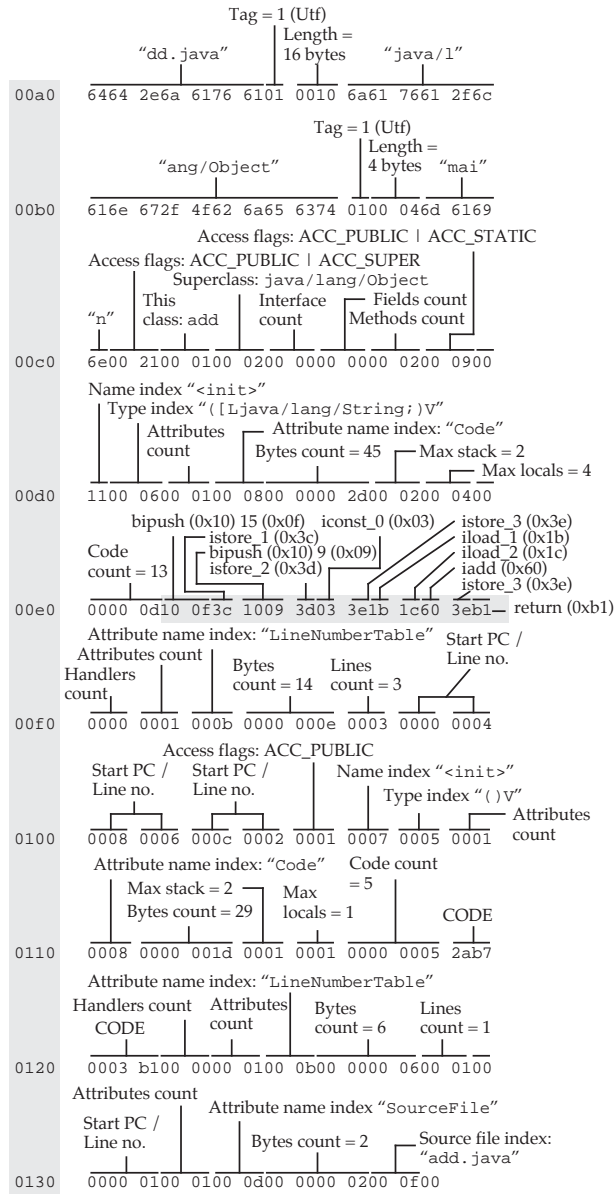 Tag = 1 (Utf)
Length =
16 bytes
“dd.java”
“java/l”
00a0 6464 2e6a 6176 6101 0010 6a61 7661 2f6c
Tag = 1 (Utf)
Length =
4 bytes
“ang/Object”
“mai”
00b0 616e 672f 4f62 6a65 6374 0100 046d 6169
Access flags: ACC_PUBLIC | ACC_STATIC
Access flags: ACC_PUBLIC | ACC_SUPER
Superclass: java/lang/Object
“n”
This
class: add
Interface
count
Fields count
Methods count
00c0 6e00 2100 0100 0200 0000 0000 0200 0900
Name index “<init>”
Type index “([Ljava/lang/String;)V”
Attributes
count
Attribute name index: “Code”
Bytes count = 45
Max stack = 2
Max locals = 4
00d0 1100 0600 0100 0800 0000 2d00 0200 0400
bipush (0x10) 15 (0x0f)
iconst_0 (0x03)
istore_3 (0x3e)
istore_1 (0x3c)
iload_1 (0x1b)
bipush (0x10) 9 (0x09)
iload_2 (0x1c)
Code
count = 13
istore_2 (0x3d)
iadd (0x60)
istore_3 (0x3e)
00e0 0000 0d10 0f3c 1009 3d03 3e1b 1c60 3eb1
return (0xb1)
Attribute name index: “LineNumberTable”
Attributes count
Handlers
count
Bytes
count = 14
Lines
count = 3
Start PC /
Line no.
00f0 0000 0001 000b 0000 000e 0003 0000 0004
Access flags: ACC_PUBLIC
Start PC /
Line no.
Start PC /
Line no.
Name index “<init>”
Type index “()V”
Attributes
count
0100 0008 0006 000c 0002 0001 0007 0005 0001
Attribute name index: “Code”
Max stack = 2
Bytes count = 29
Max
locals = 1
Code count
= 5
CODE
0110 0008 0000 001d 0001 0001 0000 0005 2ab7
Attribute name index: “LineNumberTable”
Handlers count
CODE
Attributes
count
Bytes
count = 6
Lines
count = 1
0120 0003 b100 0000 0100 0b00 0000 0600 0100
Attributes count
Start PC /
Line no.
Attribute name index “SourceFile”
Bytes count = 2
Source file index:
“add.java”
0130 0000 0100 0100 0d00 0000 0200 0f00